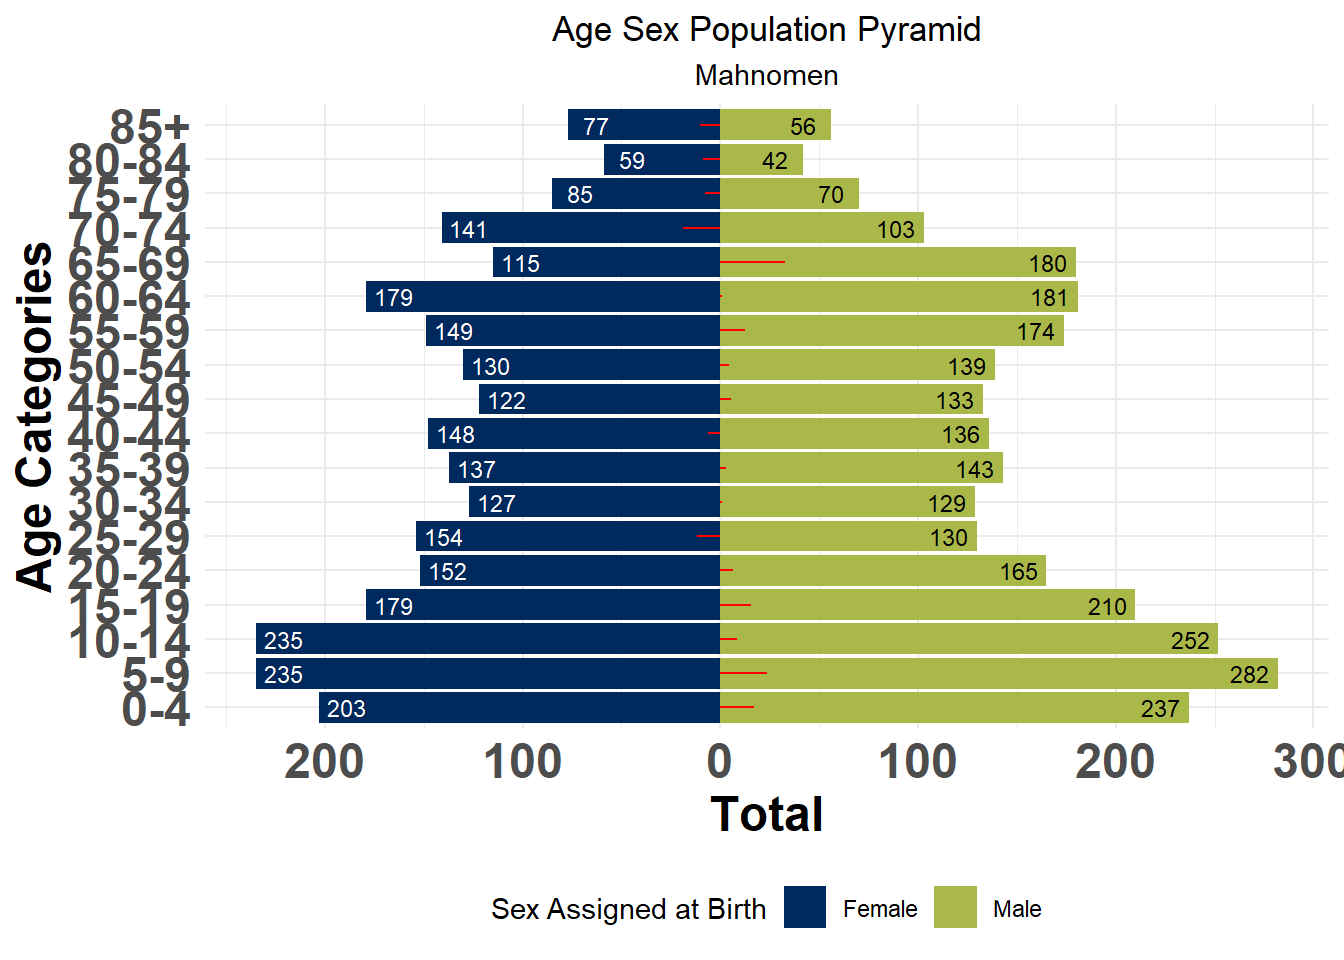 Age Sex Population Pyramid
Mahnomen
Age Categories
85+ 77 56
80-84 59 42
75-79 85 70
70-74 141 103
65-69 115 180
60-64 179 181
55-59 149 174
50-54 130 139
45-49 122 133
40-44 148 136
35-39 137 143
30-34 127 129
25-29 154 130
20-24 152 165
15-19 179 210
10-14 235 252
5-9 235 282
0-4 203 237
200 100 0 100 200 300
Total
Sex Assigned at Birth Female Male